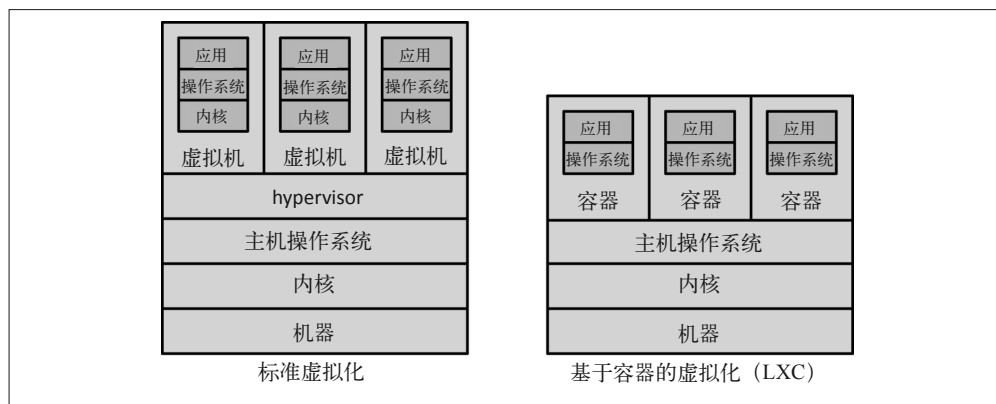 应用 应用 应用
操作系统 操作系统 操作系统
内核 内核 内核
虚拟机 虚拟机 虚拟机
hypervisor
主机操作系统
内核
机器
标准虚拟化
应用 应用 应用
操作系统 操作系统 操作系统
容器 容器 容器
主机操作系统
内核
机器
基于容器的虚拟化（LXC）